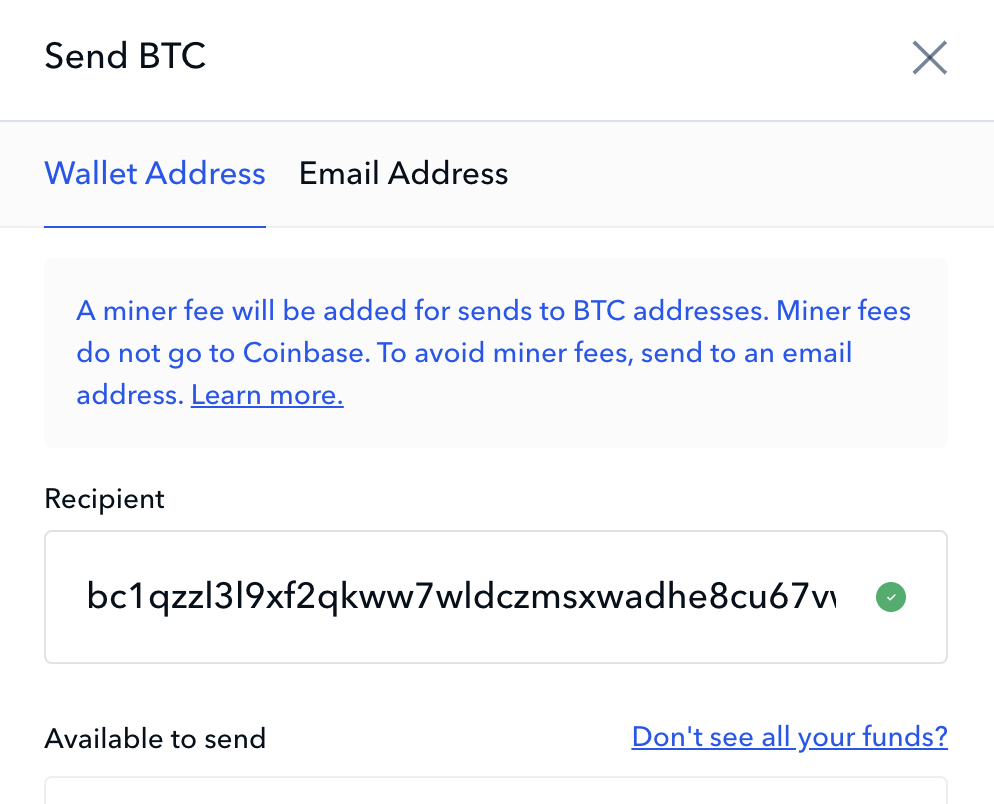 Send BTC
Wallet Address Email Address
A miner fee will be added for sends to BTC addresses. Miner fees
do not go to Coinbase. To avoid miner fees, send to an email
address. Learn more.
Recipient
bc1qzzl3l9xf2qkww7wldczmsxwadhe8cu67v
Available to send Don't see all your funds?